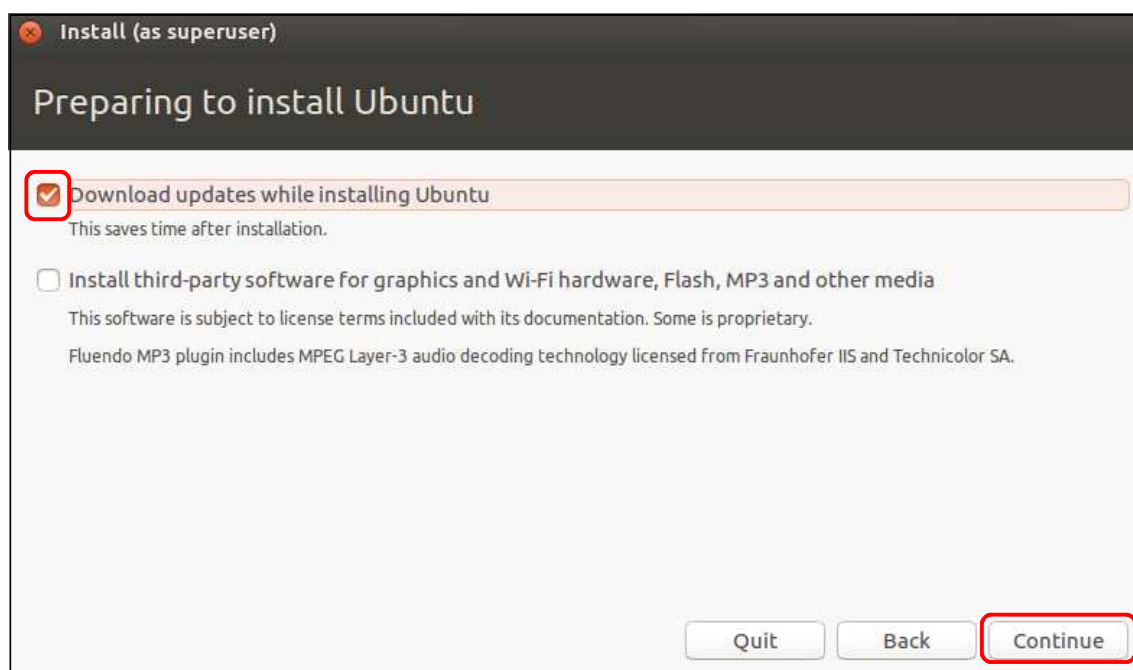 Install (as superuser)
Preparing to install Ubuntu
Download updates while installing Ubuntu
This saves time after installation.
Install third-party software for graphics and Wi-Fi hardware, Flash, MP3 and other media
This software is subject to license terms included with its documentation. Some is proprietary.
Fluendo MP3 plugin includes MPEG Layer-3 audio decoding technology licensed from Fraunhofer IIS and Technicolor SA.
Quit Back Continue